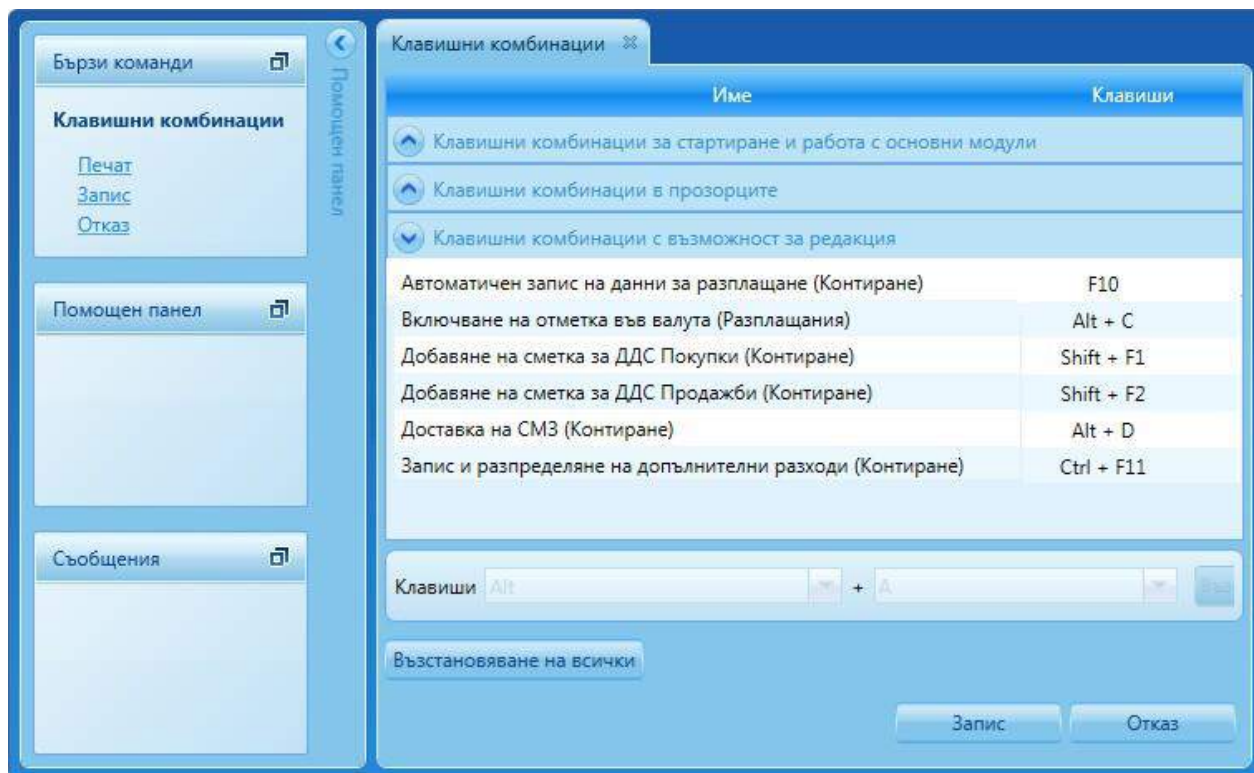 Бързи команди
Клавишни комбинации
Печат
Запис
Отказ
Помощен панел
Съобщения
Помощен панел
Клавишни комбинации
Име Клавиши
Клавишни комбинации за стартиране и работа с основни модули
Клавишни комбинации в прозорците
Клавишни комбинации с възможност за редакция
Автоматичен запис на данни за разплащане (Контиране) F10
Включване на отметка във валута (Разплащания) Alt + C
Добавяне на сметка за ДДС Покупки (Контиране) Shift + F1
Добавяне на сметка за ДДС Продажби (Контиране) Shift + F2
Доставка на СМЗ (Контиране) Alt + D
Запис и разпределяне на допълнителни разходи (Контиране) Ctrl + F11
Клавиши Alt + A
Възстановяване на всички
Запис Отказ